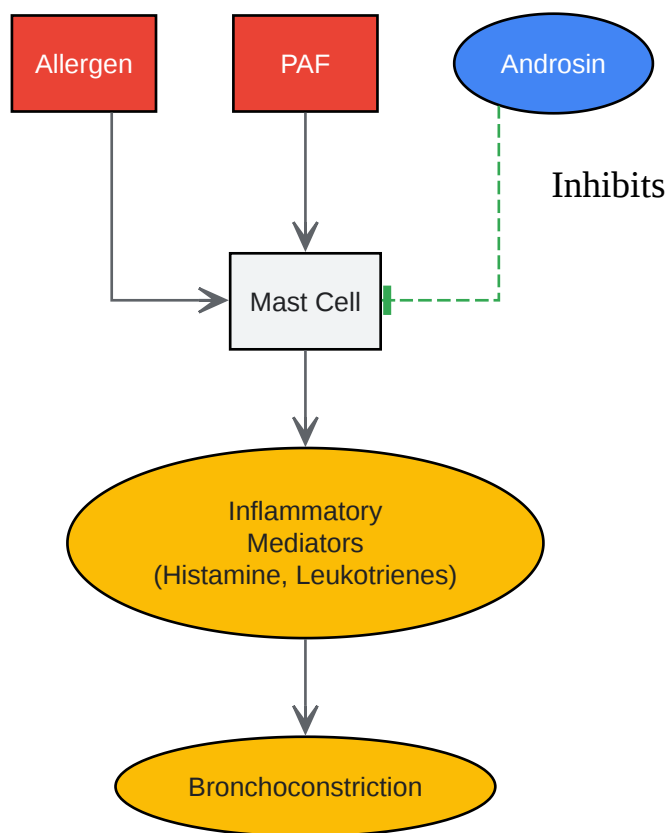 Allergen
PAF
Androsin
Inhibits
Mast Cell
Inflammatory
Mediators
(Histamine, Leukotrienes)
Bronchoconstriction